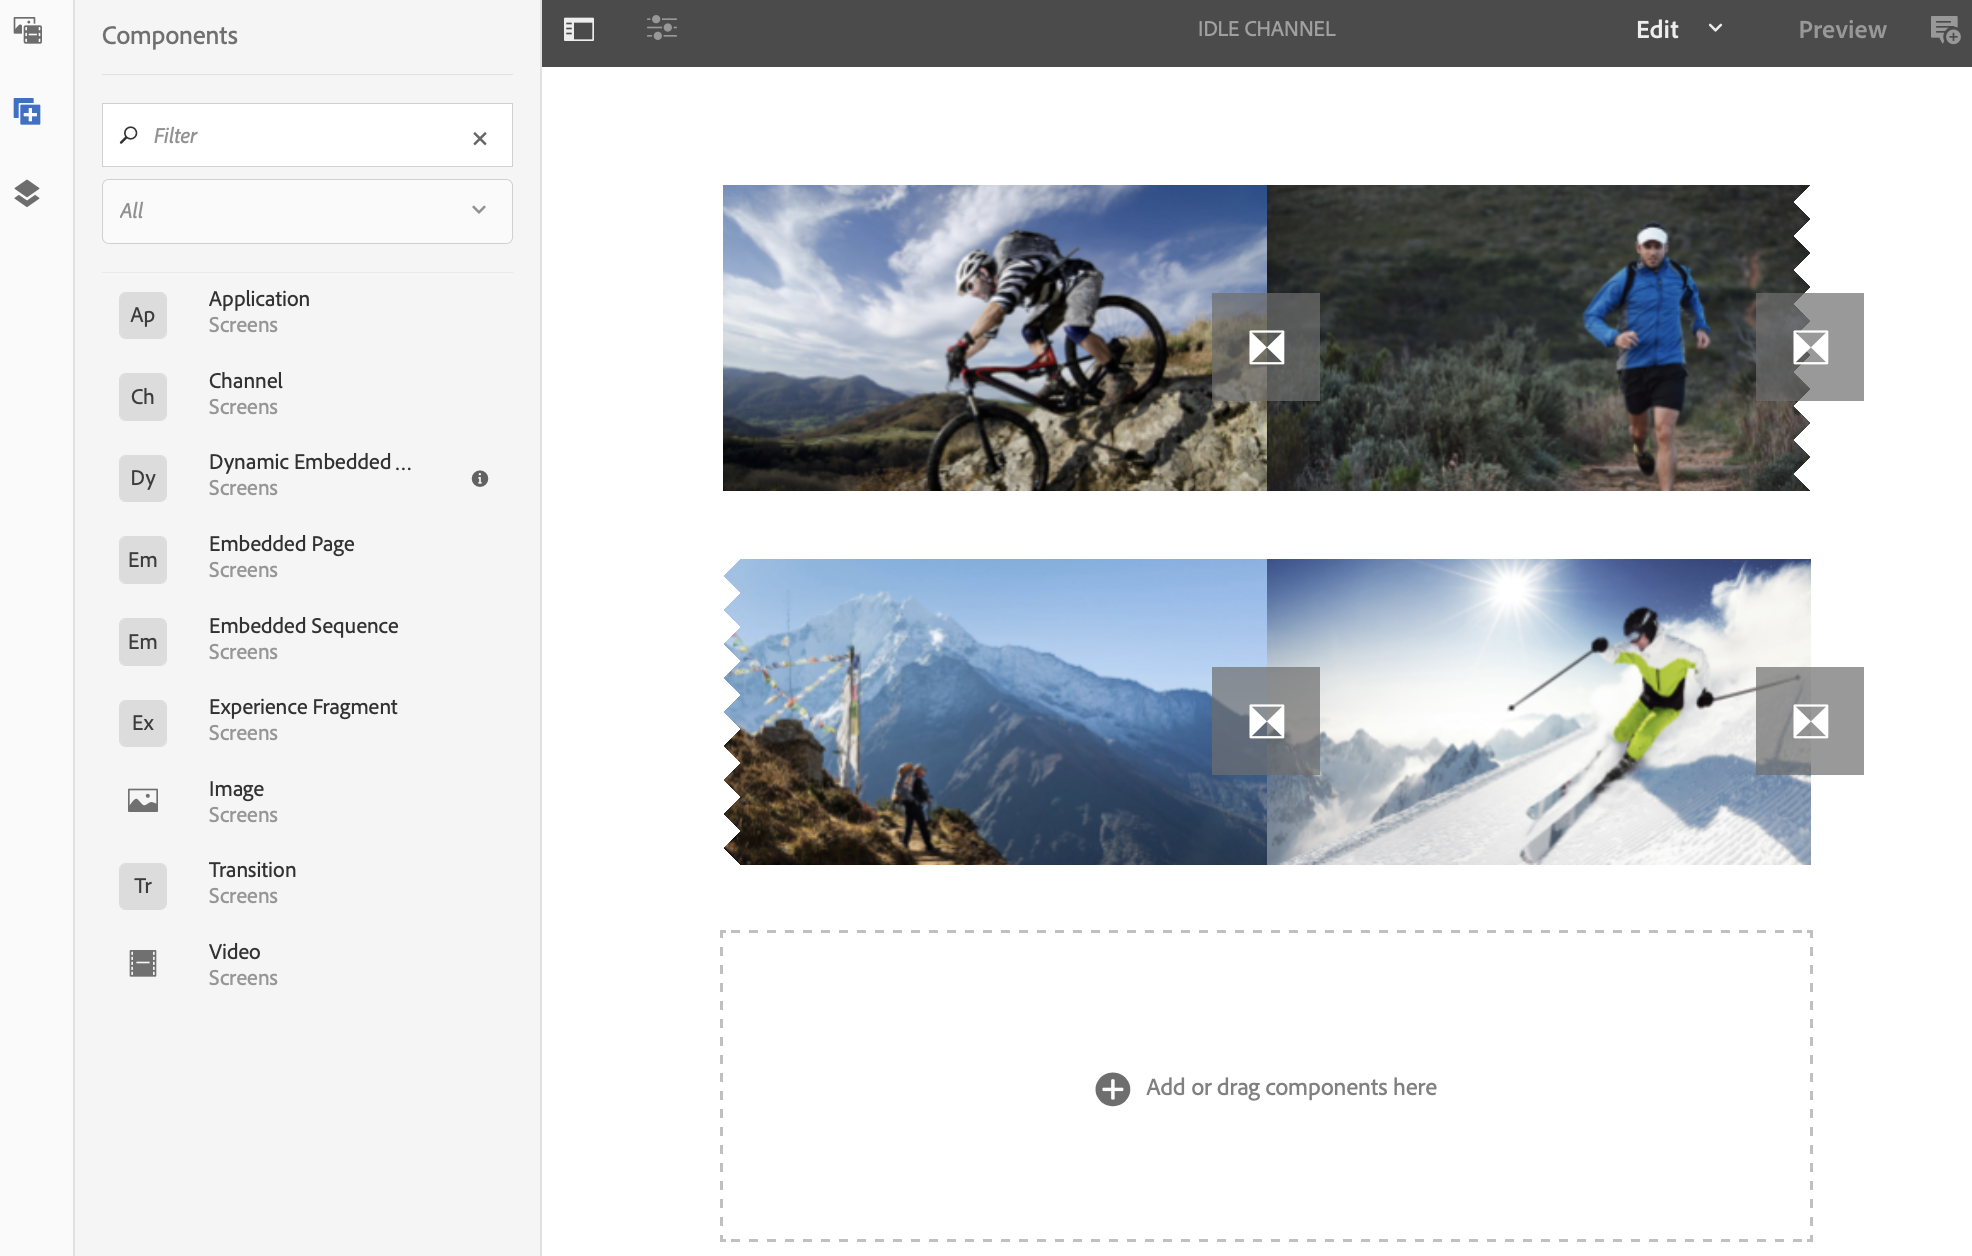 Components
Filter
All
Ap
Application
Screens
Ch
Channel
Screens
Dy
Dynamic Embedded ...
Screens
Em
Embedded Page
Screens
Em
Embedded Sequence
Screens
Ex
Experience Fragment
Screens
Image
Screens
Tr
Transition
Screens
Video
Screens
IDLE CHANNEL
Edit
Preview
Add or drag components here